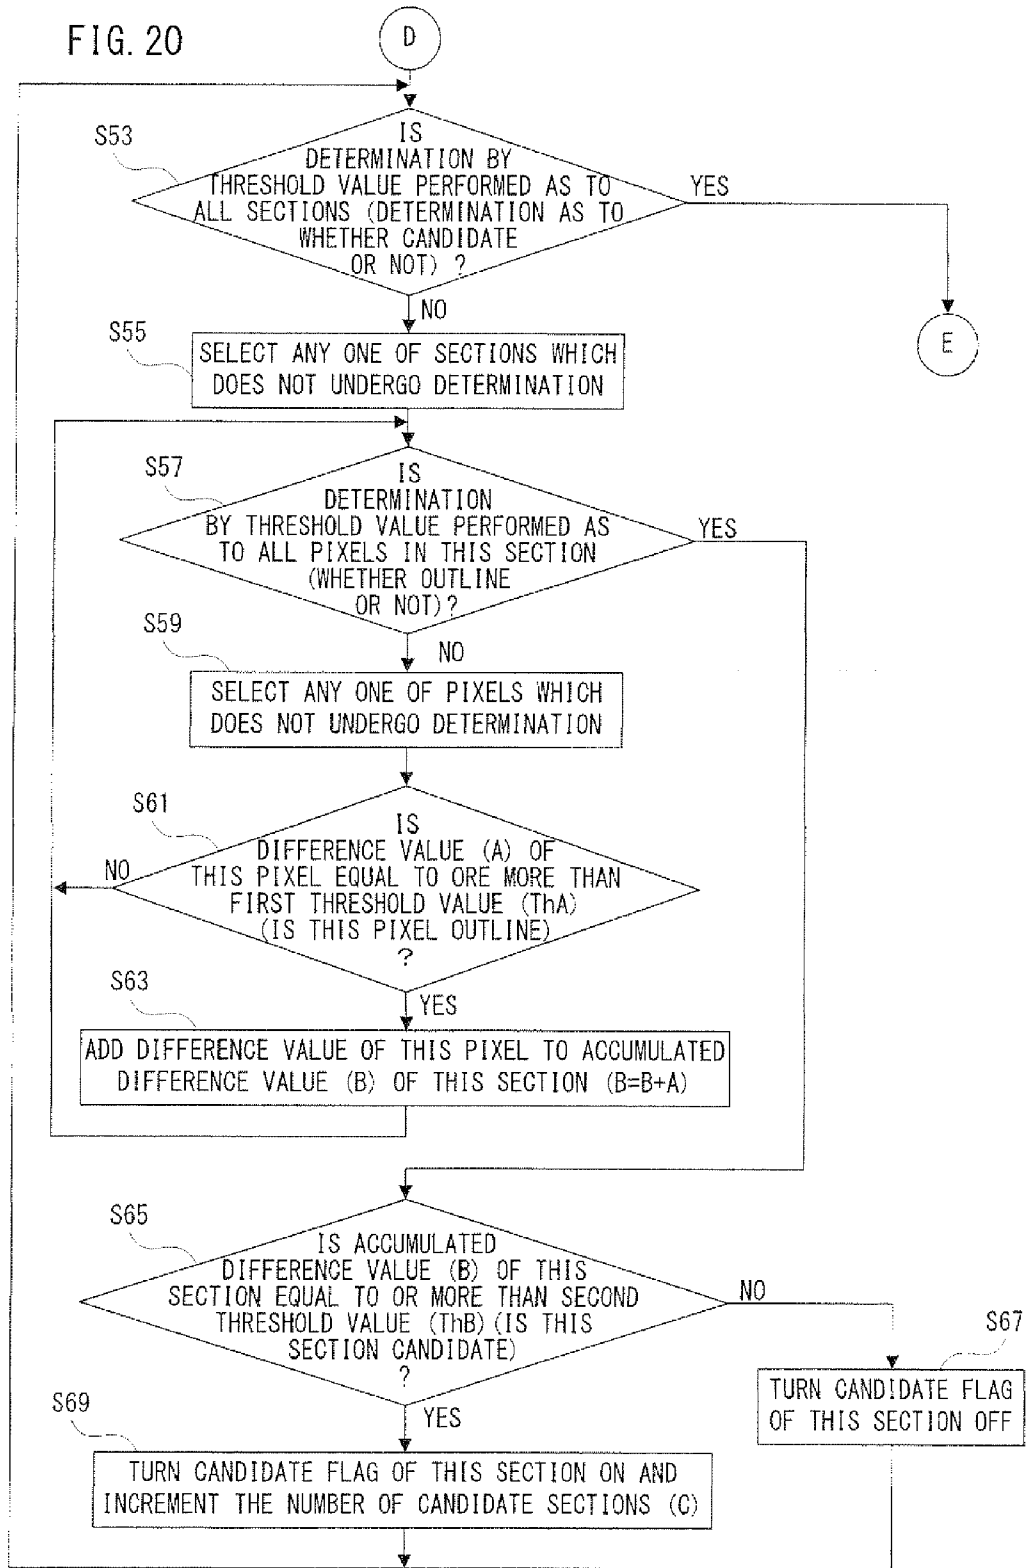 FIG. 20
D
S53
IS
DETERMINATION BY
THRESHOLD VALUE PERFORMED AS TO
ALL SECTIONS (DETERMINATION AS TO
WHETHER CANDIDATE
OR NOT) ?
YES
NO
E
S55
SELECT ANY ONE OF SECTIONS WHICH
DOES NOT UNDERGO DETERMINATION
S57
IS
DETERMINATION
BY THRESHOLD VALUE PERFORMED AS
TO ALL PIXELS IN THIS SECTION
(WHETHER OUTLINE
OR NOT)?
YES
NO
S59
SELECT ANY ONE OF PIXELS WHICH
DOES NOT UNDERGO DETERMINATION
S61
IS
DIFFERENCE VALUE (A) OF
THIS PIXEL EQUAL TO ORE MORE THAN
FIRST THRESHOLD VALUE (ThA)
(IS THIS PIXEL OUTLINE)
?
NO
YES
S63
ADD DIFFERENCE VALUE OF THIS PIXEL TO ACCUMULATED
DIFFERENCE VALUE (B) OF THIS SECTION (B=B+A)
S65
IS ACCUMULATED
DIFFERENCE VALUE (B) OF THIS
SECTION EQUAL TO OR MORE THAN SECOND
THRESHOLD VALUE (ThB) (IS THIS
SECTION CANDIDATE)
?
NO
YES
S67
TURN CANDIDATE FLAG
OF THIS SECTION OFF
S69
TURN CANDIDATE FLAG OF THIS SECTION ON AND
INCREMENT THE NUMBER OF CANDIDATE SECTIONS (C)